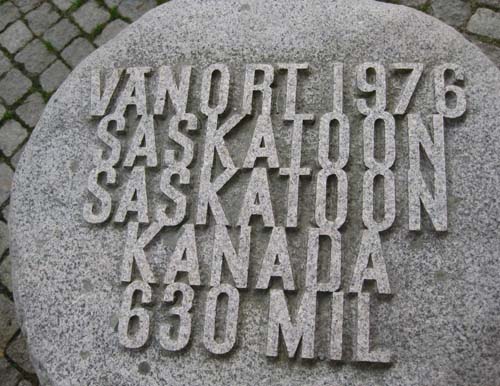 VÄNORT 1976
SASKATOON
SASKATOON
KANADA
630 MIL